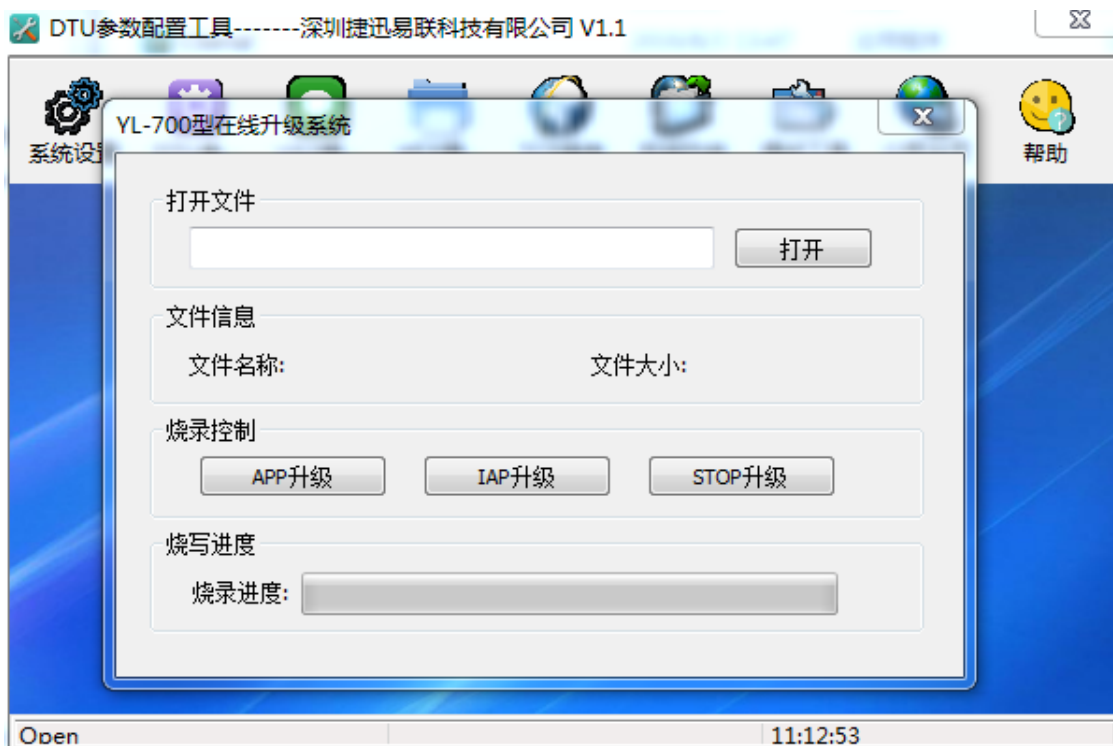 DTU参数配置工具-------深圳捷迅易联科技有限公司 V1.1
系统设
帮助
YL-700型在线升级系统
打开文件
打开
文件信息
文件名称:
文件大小:
烧录控制
APP升级
IAP升级
STOP升级
烧写进度
烧录进度:
Open
11:12:53